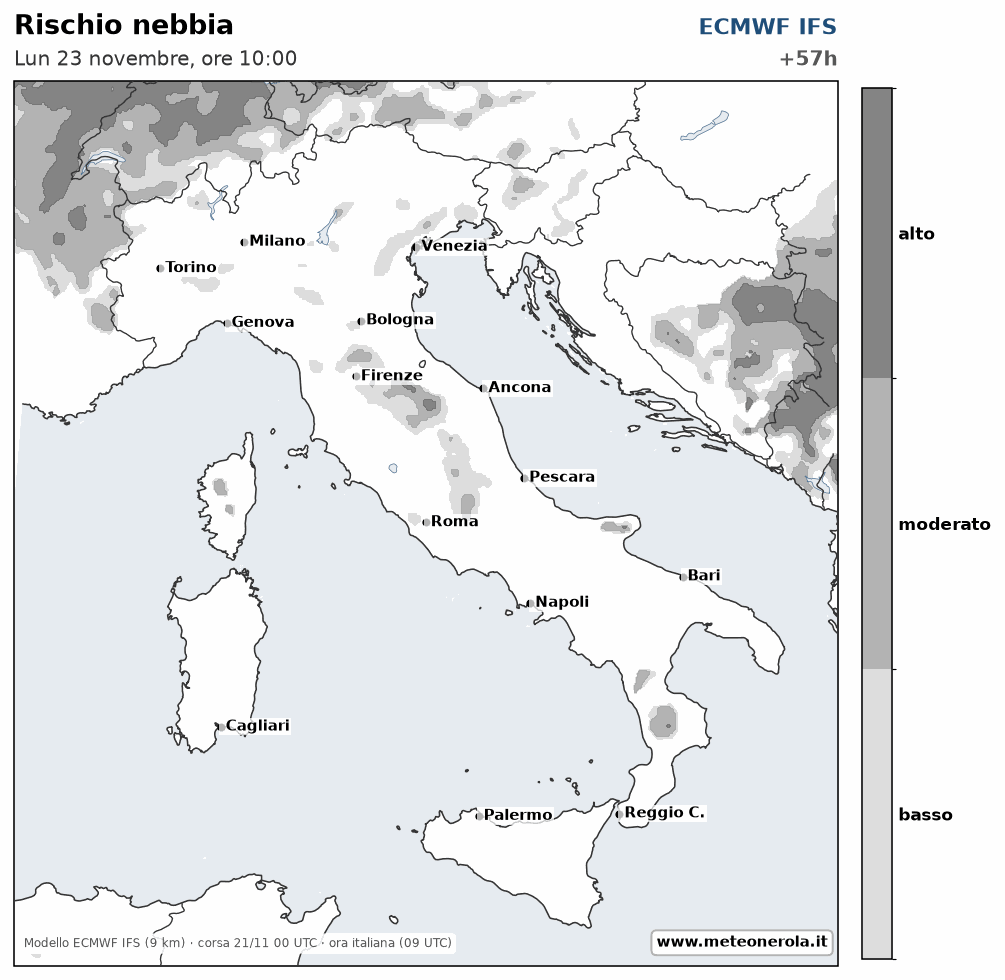 Rischio nebbia
ECMWF IFS
Lun 23 novembre, ore 10:00
+57h
Milano
Venezia
Torino
Genova
Bologna
Firenze
Ancona
Pescara
Roma
Bari
Napoli
Cagliari
Palermo
Reggio C.
alto
moderato
basso
Modello ECMWF IFS (9 km) · corsa 21/11 00 UTC · ora italiana (09 UTC)
www.meteonerola.it